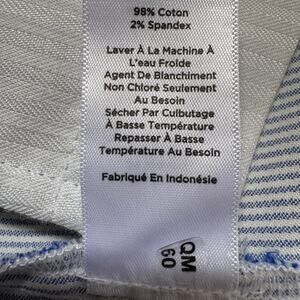 98% Coton
2% Spandex
Laver À La Machine À
L'eau Froide
Agent De Blanchiment
Non Chloré Seulement
Au Besoin
Sécher Par Culbutage
À Basse Température
Repasser À Basse
Température Au Besoin
Fabriqué En Indonésie
QM
60